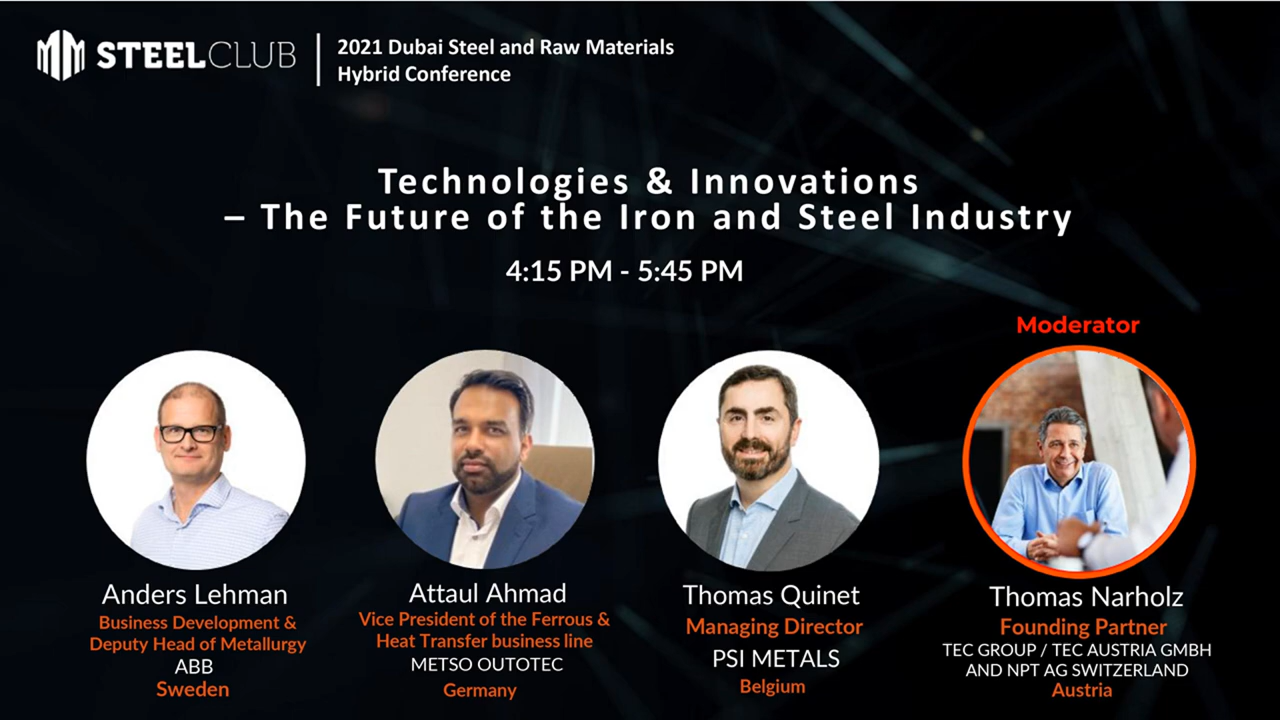 STEELCLUB
2021 Dubai Steel and Raw Materials
Hybrid Conference
Technologies & Innovations
– The Future of the Iron and Steel Industry
4:15 PM - 5:45 PM
Moderator
Anders Lehman
Business Development &
Deputy Head of Metallurgy
ABB
Sweden
Attaul Ahmad
Vice President of the Ferrous &
Heat Transfer business line
METSO OUTOTEC
Germany
Thomas Quinet
Managing Director
PSI METALS
Belgium
Thomas Narholz
Founding Partner
TEC GROUP / TEC AUSTRIA GMBH
AND NPT AG SWITZERLAND
Austria